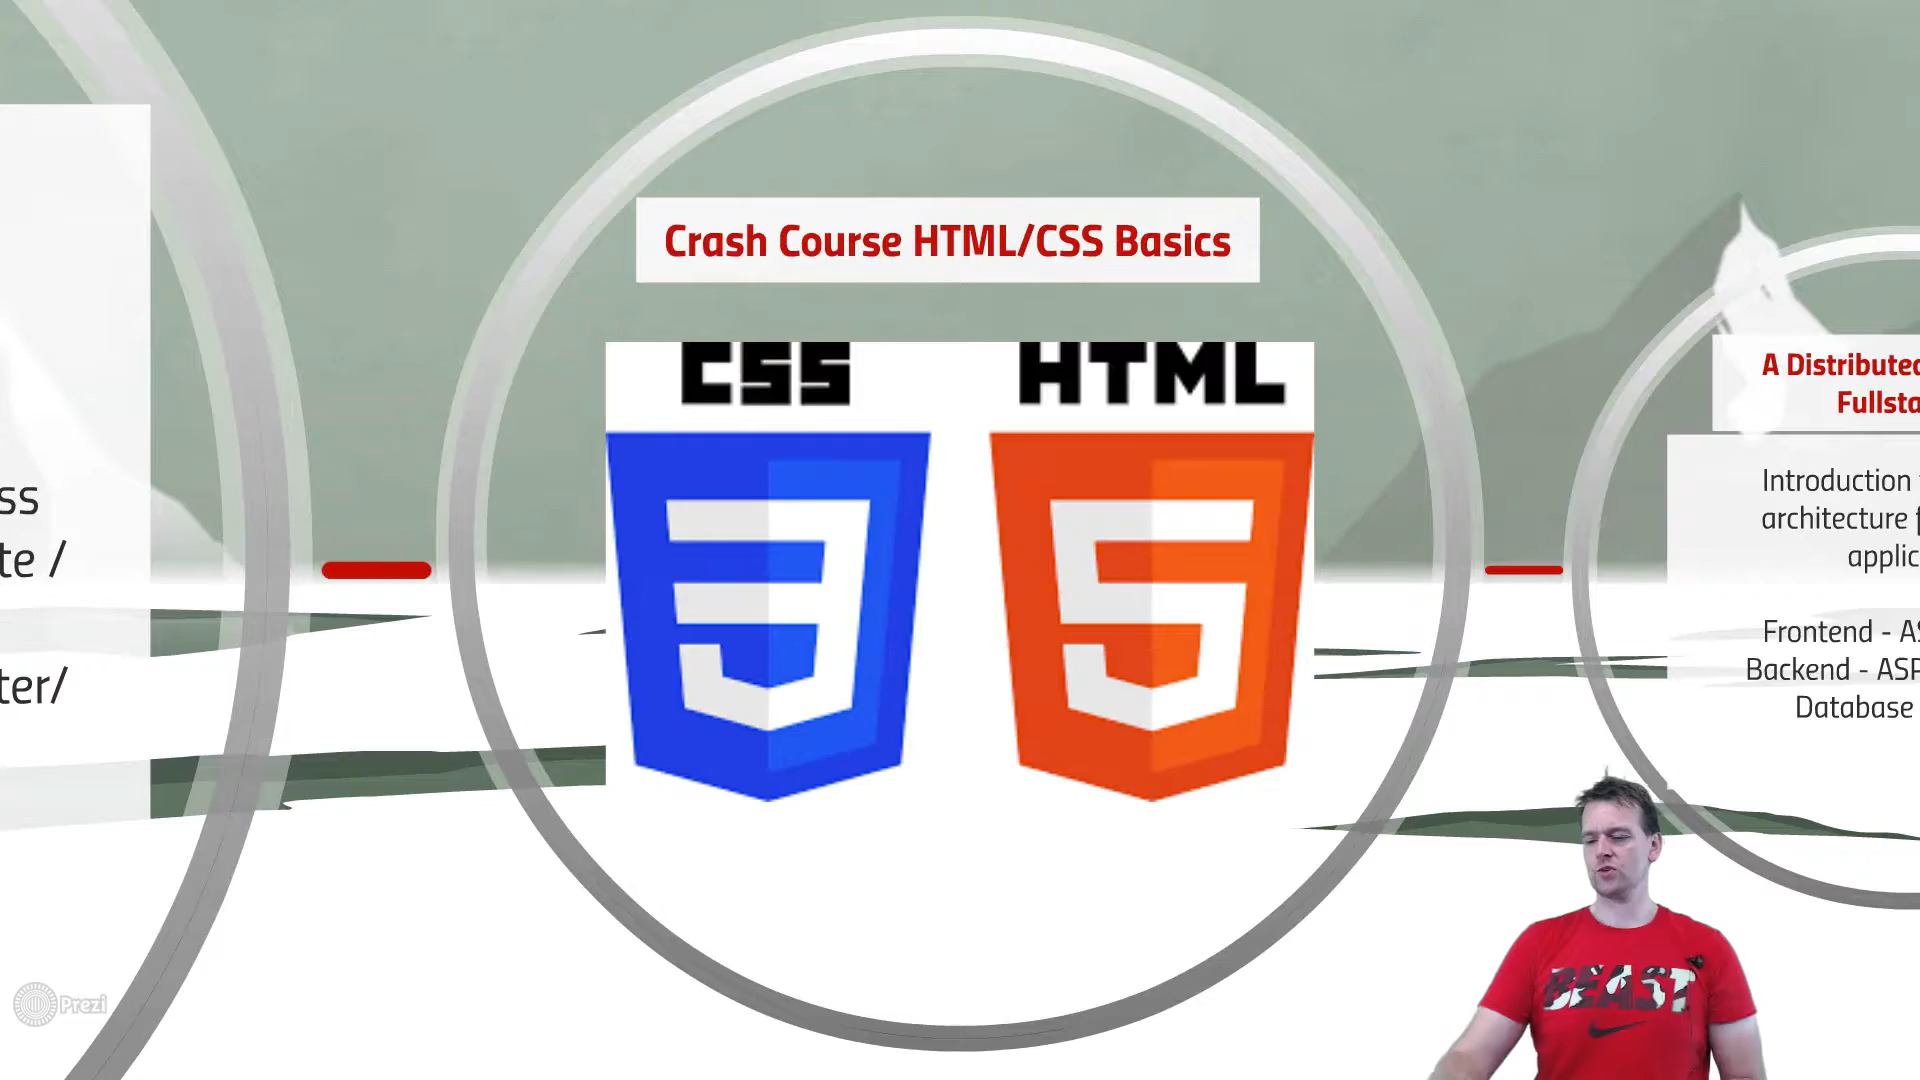 ss
te /
ter/
Crash Course HTML/CSS Basics
CSS HTML
3 5
A Distributed
Fullsta
Introduction
architecture
applic
Frontend - AS
Backend - ASP
Database
BEAST
Prezi